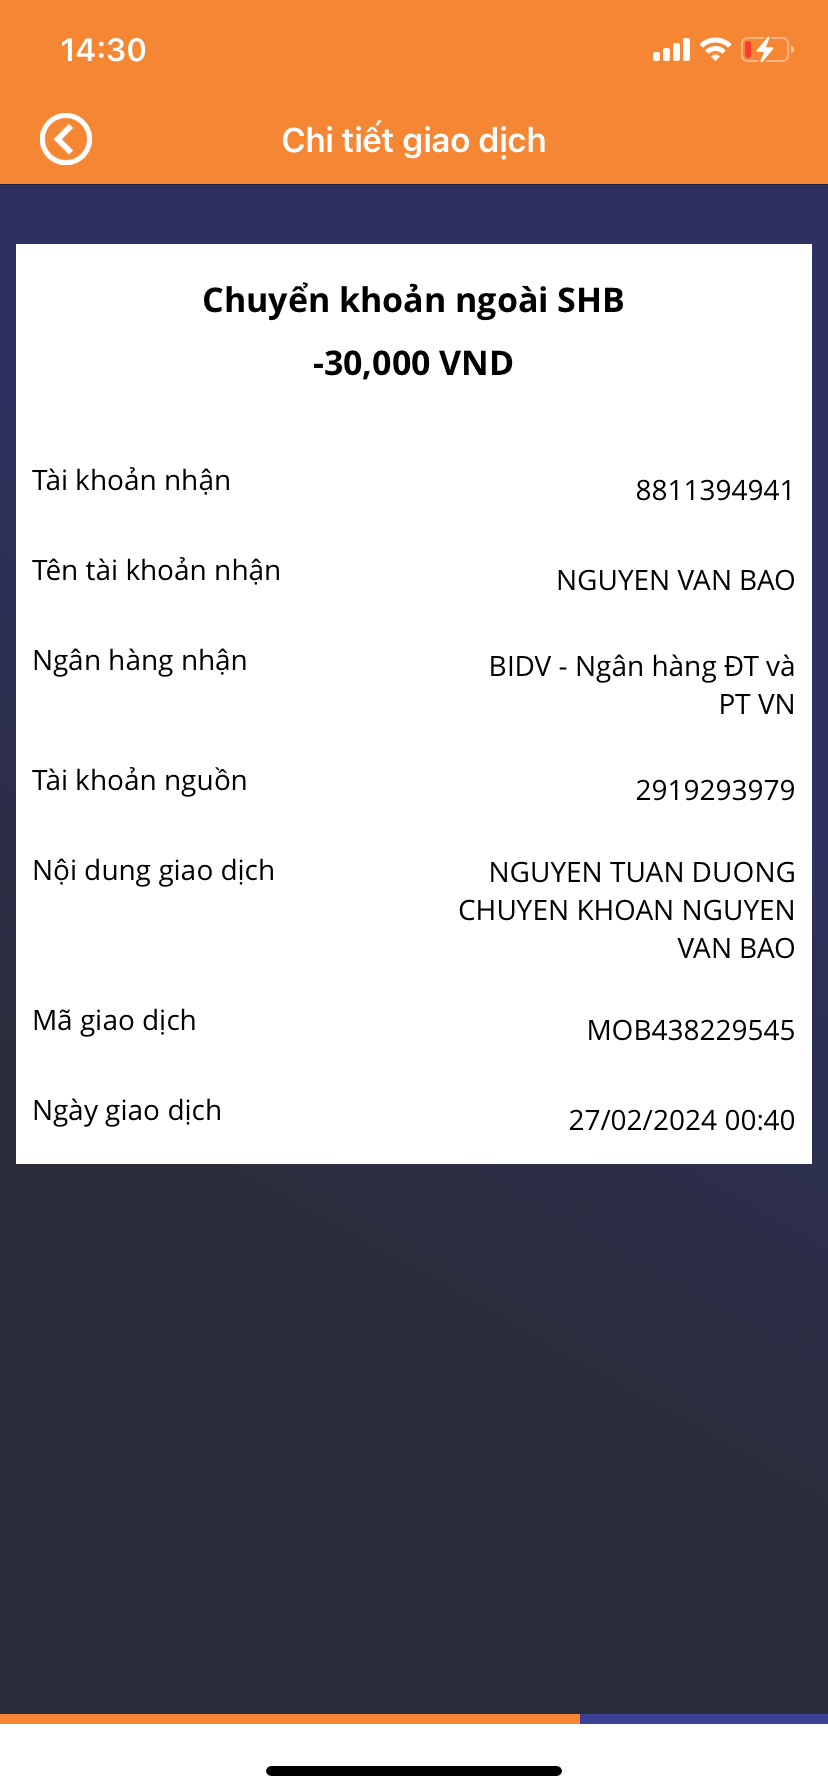 14:30
Chi tiết giao dịch
Chuyển khoản ngoài SHB
-30,000 VND
Tài khoản nhận
8811394941
Tên tài khoản nhận
NGUYEN VAN BAO
Ngân hàng nhận
BIDV - Ngân hàng ĐT và
PT VN
Tài khoản nguồn
2919293979
Nội dung giao dịch
NGUYEN TUAN DUONG
CHUYEN KHOAN NGUYEN
VAN BAO
Mã giao dịch
MOB438229545
Ngày giao dịch
27/02/2024 00:40